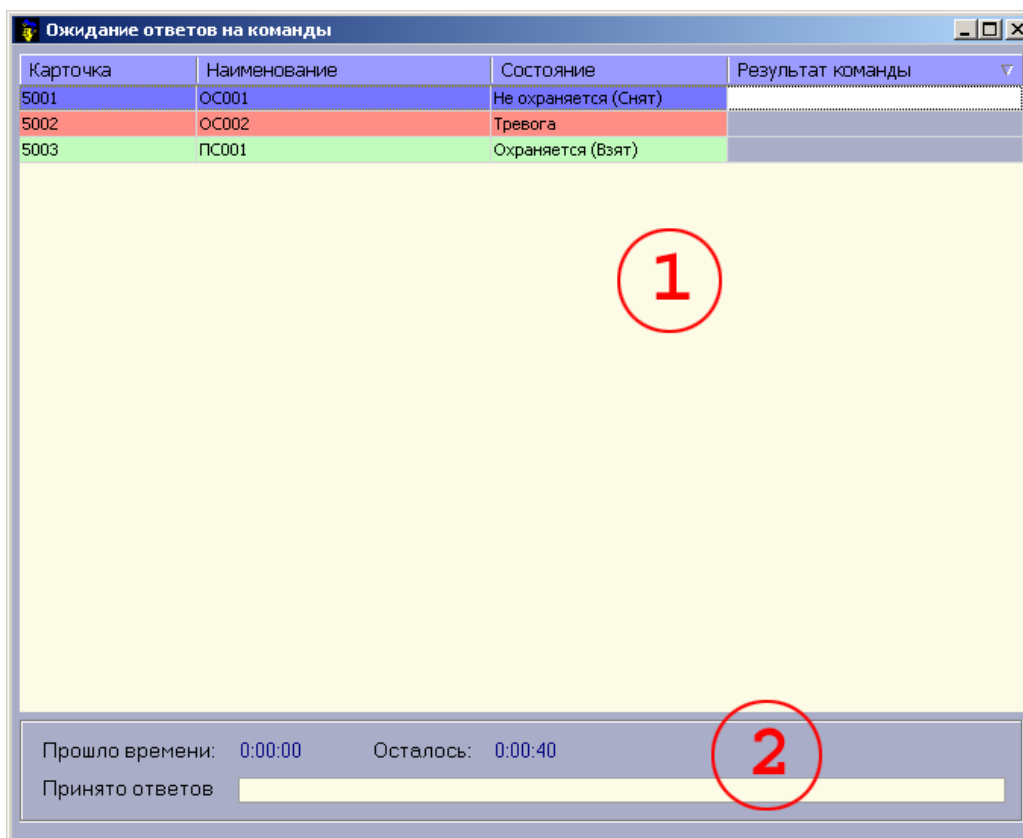 Ожидание ответов на команды
Карточка Наименование Состояние Результат команды
5001 ОС001 Не охраняется (Снят)
5002 ОС002 Тревога
5003 ПС001 Охраняется (Взят)
1
Прошло времени: 0:00:00 Осталось: 0:00:40
2
Принято ответов